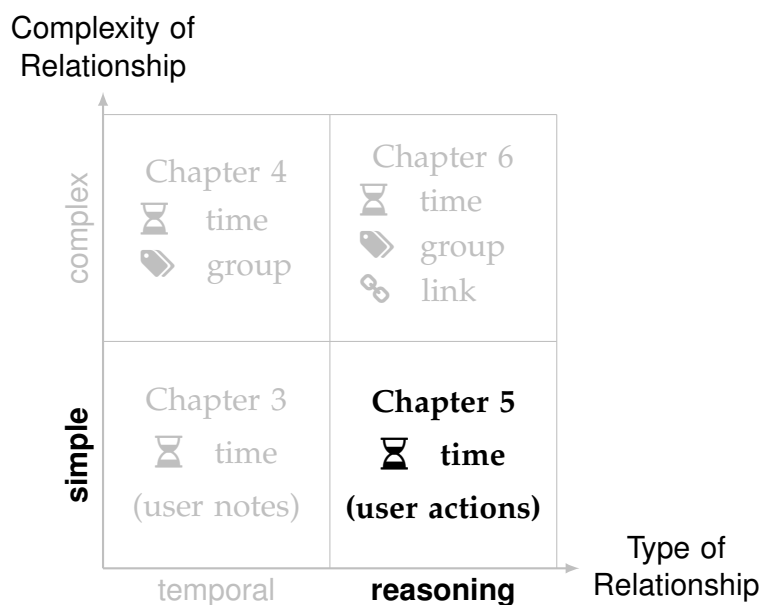 Complexity of
Relationship
complex
Chapter 4
time
group
Chapter 6
time
group
link
simple
Chapter 3
time
(user notes)
Chapter 5
time
(user actions)
temporal
reasoning
Type of
Relationship